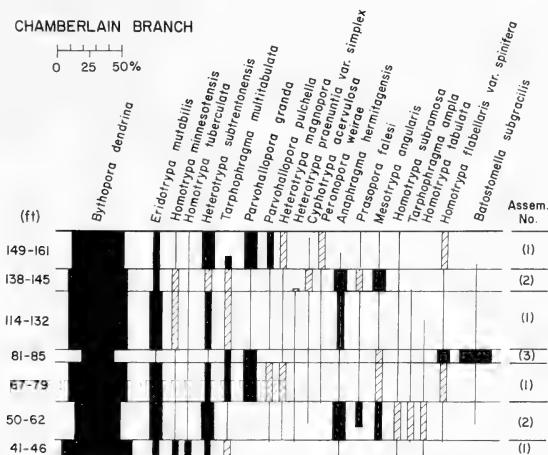 CHAMBERLAIN BRANCH
0 25 50%
Bythopora dendrina
Eridotrypa mutabilis
Homotrypa minnesotensis
Homotrypa tuberculata
Heterotrypa subtrentonensis
Tarphophragma multitabulata
Parvohallopora granda
Parvohallopora pulchella
Heterotrypa magnopora
Heterotrypa praenuntia var. simplex
Cyphotrypa acervulosa
Peronopora weirae
Anaphragma hermitagensis
Prasopora falesi
Mesotrypa angularis
Homotrypa subramosa
Tarphophragma ampla
Homotrypa tabulata
Homotrypa flabellaris var. spinifera
Batostomella subgracilis
(ft)
Assem.
No.
149-161 (1)
138-145 (2)
114-132 (1)
81-85 (3)
67-79 (1)
50-62 (2)
41-46 (1)